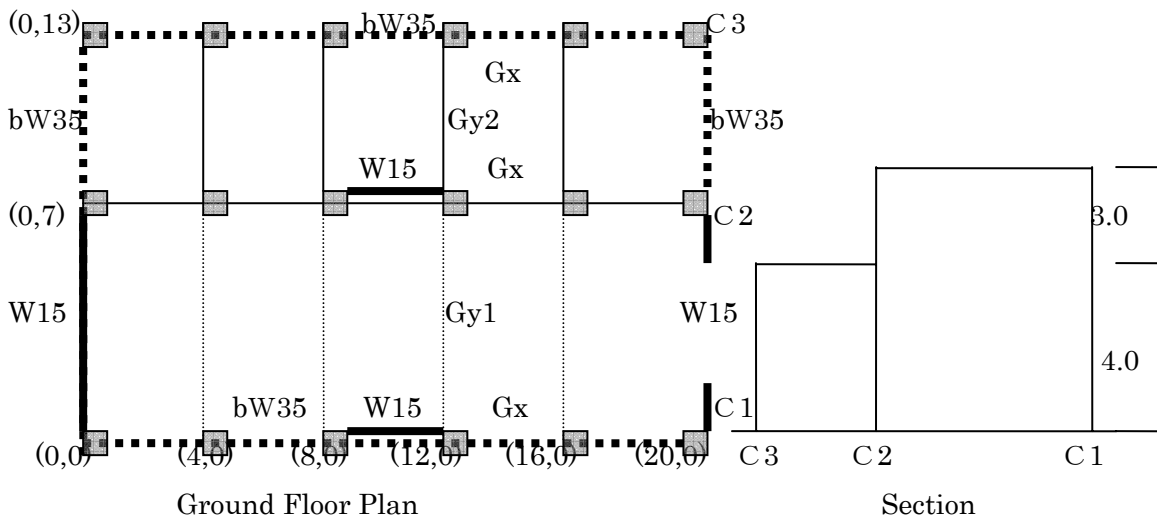 (0,13) bW35 C3
Gx
bW35 Gy2 bW35
W15 Gx
(0,7) C2
3.0
W15 Gy1 W15
4.0
bW35 W15 Gx C1
(0,0) (4,0) (8,0) (12,0) (16,0) (20,0) C3 C2 C1
Ground Floor Plan Section